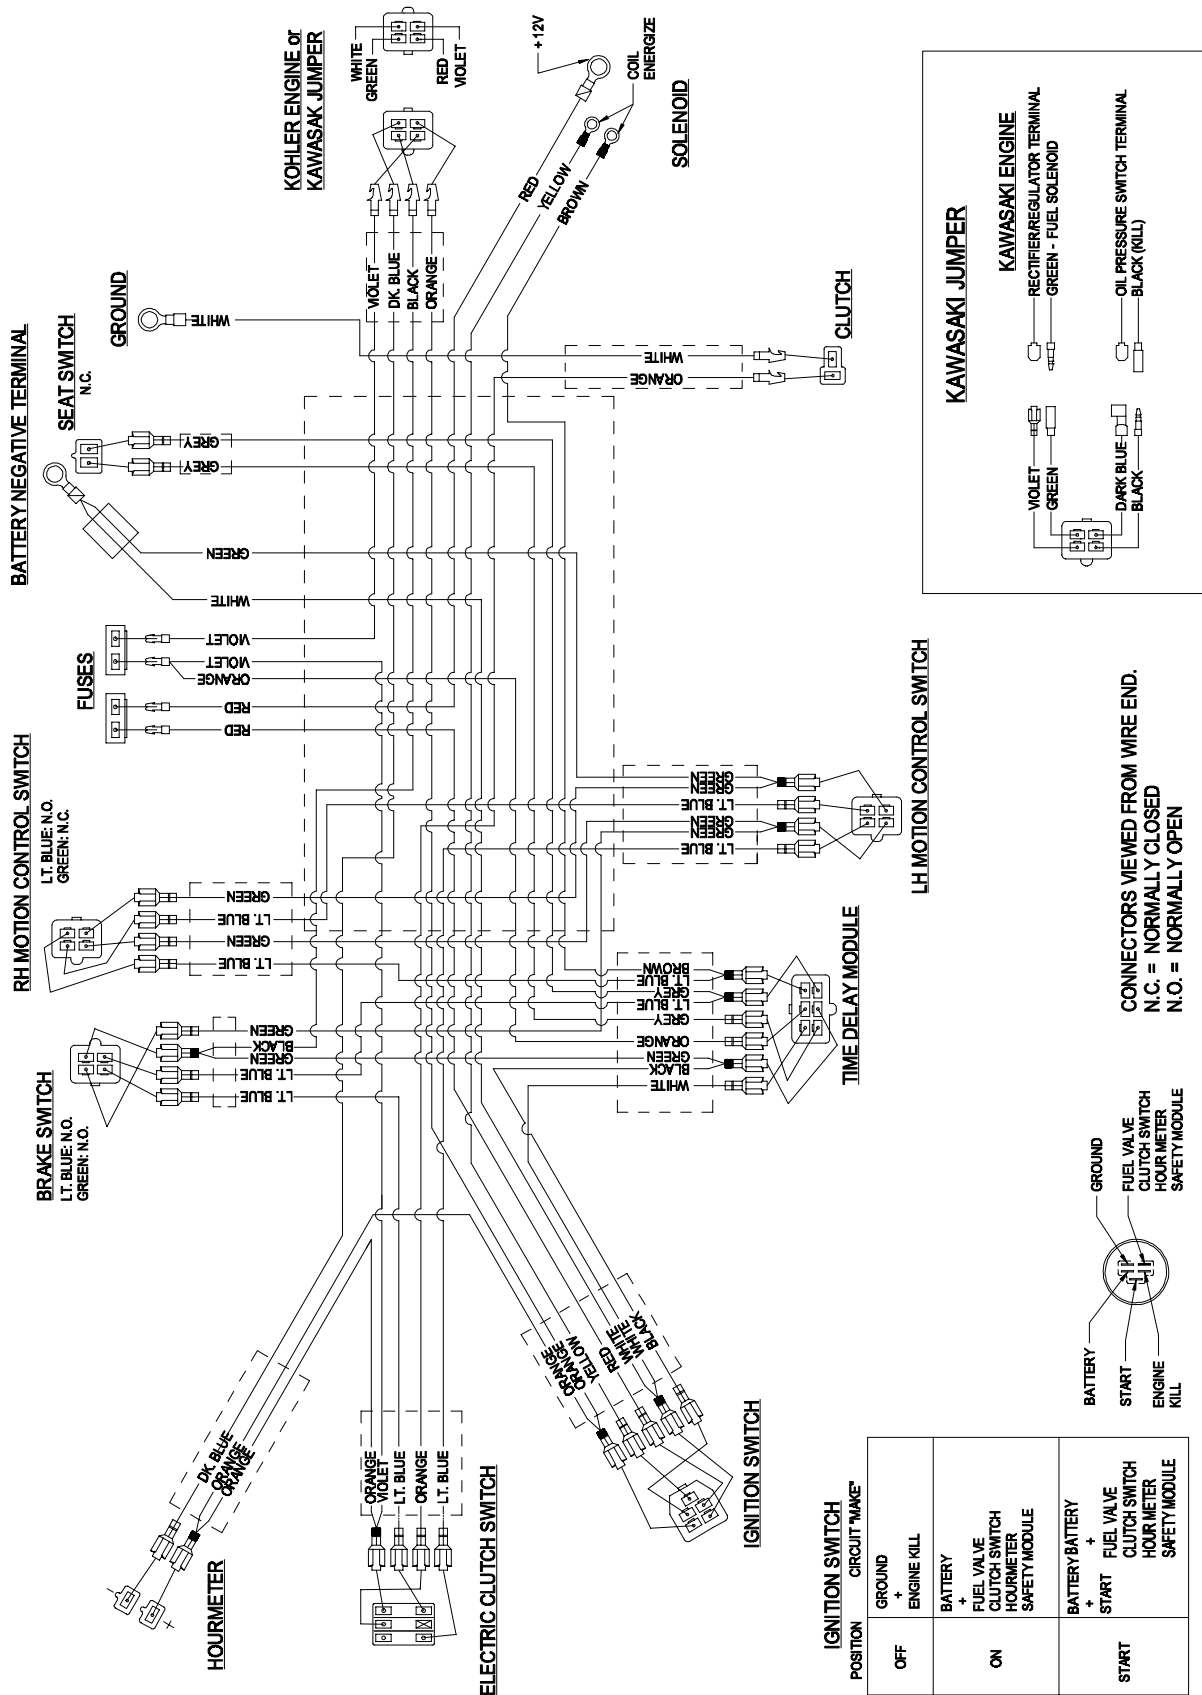 BATTERY NEGATIVE TERMINAL
SEAT SWITCH
N.C.
GROUND
WHITE
KOHLER ENGINE or
KAWASAK JUMPER
WHITE
GREEN
RED
VIOLET
+12V
COIL
ENERGIZE
SOLENOID
RED
YELLOW
BROWN
VIOLET
DK. BLUE
BLACK
ORANGE
GREY
GREY
GREEN
WHITE
FUSES
VIOLET
VIOLET
ORANGE
RED
RED
CLUTCH
WHITE
ORANGE
RH MOTION CONTROL SWITCH
LT. BLUE: N.O.
GREEN: N.C.
GREEN
LT. BLUE
GREEN
LT. BLUE
LH MOTION CONTROL SWITCH
GREEN
GREEN
LT. BLUE
GREEN
GREEN
LT. BLUE
BRAKE SWITCH
LT. BLUE: N.O.
GREEN: N.O.
GREEN
BLACK
GREEN
LT. BLUE
LT. BLUE
TIME DELAY MODULE
BROWN
LT. BLUE
GREY
LT. BLUE
GREY
ORANGE
GREEN
BLACK
WHITE
HOURMETER
DK. BLUE
ORANGE
ORANGE
-
+
ELECTRIC CLUTCH SWITCH
ORANGE
VIOLET
LT. BLUE
ORANGE
LT. BLUE
IGNITION SWITCH
ORANGE
ORANGE
YELLOW
RED
WHITE
WHITE
BLACK
KAWASAKI JUMPER
KAWASAKI ENGINE
VIOLET
GREEN
RECTIFIER/REGULATOR TERMINAL
GREEN - FUEL SOLENOID
DARK BLUE
BLACK
OIL PRESSURE SWITCH TERMINAL
BLACK (KILL)
CONNECTORS VIEWED FROM WIRE END.
N.C. = NORMALLY CLOSED
N.O. = NORMALLY OPEN
BATTERY
START
ENGINE
KILL
GROUND
FUEL VALVE
CLUTCH SWITCH
HOUR METER
SAFETY MODULE
IGNITION SWITCH
POSITION CIRCUIT "MAKE"
OFF
GROUND
+
ENGINE KILL
ON
BATTERY
+
FUEL VALVE
CLUTCH SWITCH
HOURMETER
SAFETY MODULE
START
BATTERY BATTERY
+ +
START FUEL VALVE
CLUTCH SWITCH
HOUR METER
SAFETY MODULE